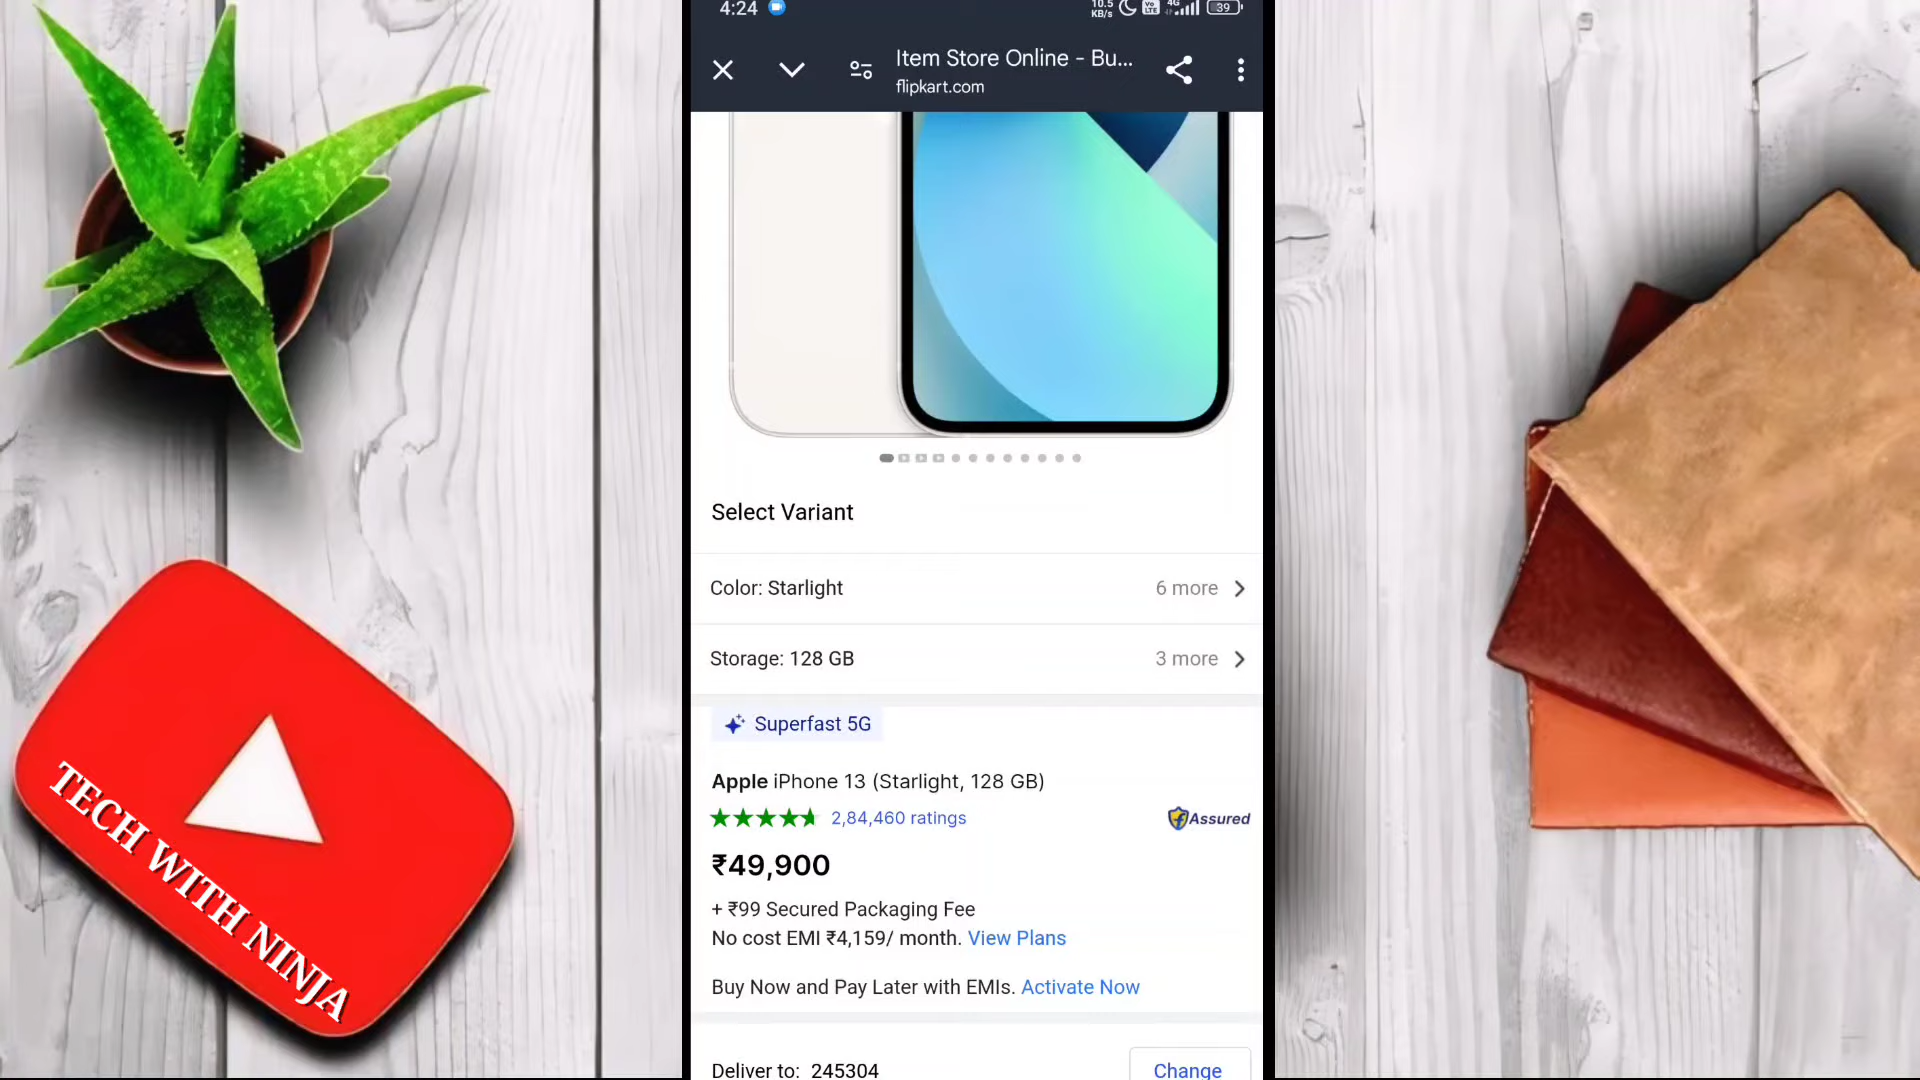 4:24
10.5
KB/s
Vo
LTE
4G
39
Item Store Online - Bu...
flipkart.com
Select Variant
Color: Starlight
6 more
Storage: 128 GB
3 more
Superfast 5G
Apple iPhone 13 (Starlight, 128 GB)
2,84,460 ratings
Assured
₹49,900
+ ₹99 Secured Packaging Fee
No cost EMI ₹4,159/ month. View Plans
Buy Now and Pay Later with EMIs. Activate Now
Deliver to: 245304
Change
TECH WITH NINJA